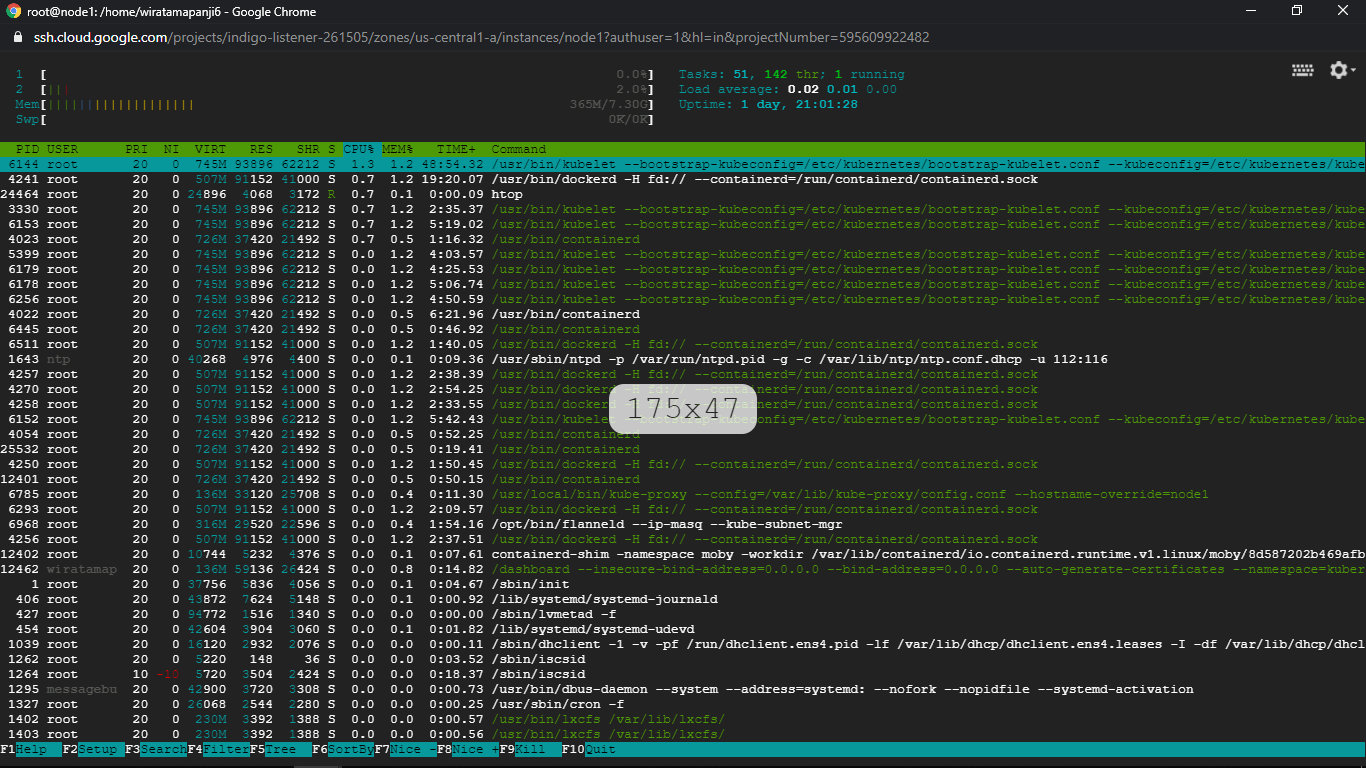 root@node1: /home/wiratamapanji6 - Google Chrome
ssh.cloud.google.com/projects/indigo-listener-261505/zones/us-central1-a/instances/node1?authuser=1&hl=in&projectNumber=595609922482
1 [ 0.0%] Tasks: 51, 142 thr; 1 running
2 [||| 2.0%] Load average: 0.02 0.01 0.00
Mem[||||||||||||||||||| 365M/7.30G] Uptime: 1 day, 21:01:28
Swp[ 0K/0K]
PID USER PRI NI VIRT RES SHR S CPU% MEM% TIME+ Command
6144 root 20 0 745M 93896 62212 S 1.3 1.2 48:54.32 /usr/bin/kubelet --bootstrap-kubeconfig=/etc/kubernetes/bootstrap-kubelet.conf --kubeconfig=/etc/kubernetes/kube
4241 root 20 0 507M 91152 41000 S 0.7 1.2 19:20.07 /usr/bin/dockerd -H fd:// --containerd=/run/containerd/containerd.sock
24464 root 20 0 24896 4068 3172 R 0.7 0.1 0:00.09 htop
3330 root 20 0 745M 93896 62212 S 0.7 1.2 2:35.37 /usr/bin/kubelet --bootstrap-kubeconfig=/etc/kubernetes/bootstrap-kubelet.conf --kubeconfig=/etc/kubernetes/kube
6153 root 20 0 745M 93896 62212 S 0.7 1.2 5:19.02 /usr/bin/kubelet --bootstrap-kubeconfig=/etc/kubernetes/bootstrap-kubelet.conf --kubeconfig=/etc/kubernetes/kube
4023 root 20 0 726M 37420 21492 S 0.7 0.5 1:16.32 /usr/bin/containerd
5399 root 20 0 745M 93896 62212 S 0.0 1.2 4:03.57 /usr/bin/kubelet --bootstrap-kubeconfig=/etc/kubernetes/bootstrap-kubelet.conf --kubeconfig=/etc/kubernetes/kube
6179 root 20 0 745M 93896 62212 S 0.0 1.2 4:25.53 /usr/bin/kubelet --bootstrap-kubeconfig=/etc/kubernetes/bootstrap-kubelet.conf --kubeconfig=/etc/kubernetes/kube
6178 root 20 0 745M 93896 62212 S 0.0 1.2 5:06.74 /usr/bin/kubelet --bootstrap-kubeconfig=/etc/kubernetes/bootstrap-kubelet.conf --kubeconfig=/etc/kubernetes/kube
6256 root 20 0 745M 93896 62212 S 0.0 1.2 4:50.59 /usr/bin/kubelet --bootstrap-kubeconfig=/etc/kubernetes/bootstrap-kubelet.conf --kubeconfig=/etc/kubernetes/kube
4022 root 20 0 726M 37420 21492 S 0.0 0.5 6:21.96 /usr/bin/containerd
6445 root 20 0 726M 37420 21492 S 0.0 0.5 0:46.92 /usr/bin/containerd
6511 root 20 0 507M 91152 41000 S 0.0 1.2 1:40.05 /usr/bin/dockerd -H fd:// --containerd=/run/containerd/containerd.sock
1643 ntp 20 0 40268 4976 4400 S 0.0 0.1 0:09.36 /usr/sbin/ntpd -p /var/run/ntpd.pid -g -c /var/lib/ntp/ntp.conf.dhcp -u 112:116
4257 root 20 0 507M 91152 41000 S 0.0 1.2 2:38.39 /usr/bin/dockerd -H fd:// --containerd=/run/containerd/containerd.sock
4270 root 20 0 507M 91152 41000 S 0.0 1.2 2:54.25 /usr/bin/dockerd -H fd:// --containerd=/run/containerd/containerd.sock
4258 root 20 0 507M 91152 41000 S 0.0 1.2 2:33.55 /usr/bin/dockerd -H fd:// --containerd=/run/containerd/containerd.sock
175x47
6152 root 20 0 745M 93896 62212 S 0.0 1.2 5:42.43 /usr/bin/kubelet --bootstrap-kubeconfig=/etc/kubernetes/bootstrap-kubelet.conf --kubeconfig=/etc/kubernetes/kube
4054 root 20 0 726M 37420 21492 S 0.0 0.5 0:52.25 /usr/bin/containerd
25532 root 20 0 726M 37420 21492 S 0.0 0.5 0:19.41 /usr/bin/containerd
4250 root 20 0 507M 91152 41000 S 0.0 1.2 1:50.45 /usr/bin/dockerd -H fd:// --containerd=/run/containerd/containerd.sock
12401 root 20 0 726M 37420 21492 S 0.0 0.5 0:50.15 /usr/bin/containerd
6785 root 20 0 136M 33120 25708 S 0.0 0.4 0:11.30 /usr/local/bin/kube-proxy --config=/var/lib/kube-proxy/config.conf --hostname-override=node1
6293 root 20 0 507M 91152 41000 S 0.0 1.2 2:09.57 /usr/bin/dockerd -H fd:// --containerd=/run/containerd/containerd.sock
6968 root 20 0 316M 29520 22596 S 0.0 0.4 1:54.16 /opt/bin/flanneld --ip-masq --kube-subnet-mgr
4256 root 20 0 507M 91152 41000 S 0.0 1.2 2:37.51 /usr/bin/dockerd -H fd:// --containerd=/run/containerd/containerd.sock
12402 root 20 0 10744 5232 4376 S 0.0 0.1 0:07.61 containerd-shim -namespace moby -workdir /var/lib/containerd/io.containerd.runtime.v1.linux/moby/8d587202b469afb
12462 wiratamap 20 0 136M 59136 26424 S 0.0 0.8 0:14.82 /dashboard --insecure-bind-address=0.0.0.0 --bind-address=0.0.0.0 --auto-generate-certificates --namespace=kuber
1 root 20 0 37756 5836 4056 S 0.0 0.1 0:04.67 /sbin/init
406 root 20 0 43872 7624 5148 S 0.0 0.1 0:00.92 /lib/systemd/systemd-journald
427 root 20 0 94772 1516 1340 S 0.0 0.0 0:00.00 /sbin/lvmetad -f
454 root 20 0 42604 3904 3060 S 0.0 0.1 0:01.82 /lib/systemd/systemd-udevd
1039 root 20 0 16120 2932 2076 S 0.0 0.0 0:00.11 /sbin/dhclient -1 -v -pf /run/dhclient.ens4.pid -lf /var/lib/dhcp/dhclient.ens4.leases -I -df /var/lib/dhcp/dhcl
1262 root 20 0 5220 148 36 S 0.0 0.0 0:03.52 /sbin/iscsid
1264 root 10 -10 5720 3504 2424 S 0.0 0.0 0:18.37 /sbin/iscsid
1295 messagebu 20 0 42900 3720 3308 S 0.0 0.0 0:00.73 /usr/bin/dbus-daemon --system --address=systemd: --nofork --nopidfile --systemd-activation
1327 root 20 0 26068 2544 2280 S 0.0 0.0 0:00.25 /usr/sbin/cron -f
1402 root 20 0 230M 3392 1388 S 0.0 0.0 0:00.57 /usr/bin/lxcfs /var/lib/lxcfs/
1403 root 20 0 230M 3392 1388 S 0.0 0.0 0:00.56 /usr/bin/lxcfs /var/lib/lxcfs/
F1Help F2Setup F3SearchF4FilterF5Tree F6SortByF7Nice -F8Nice +F9Kill F10Quit